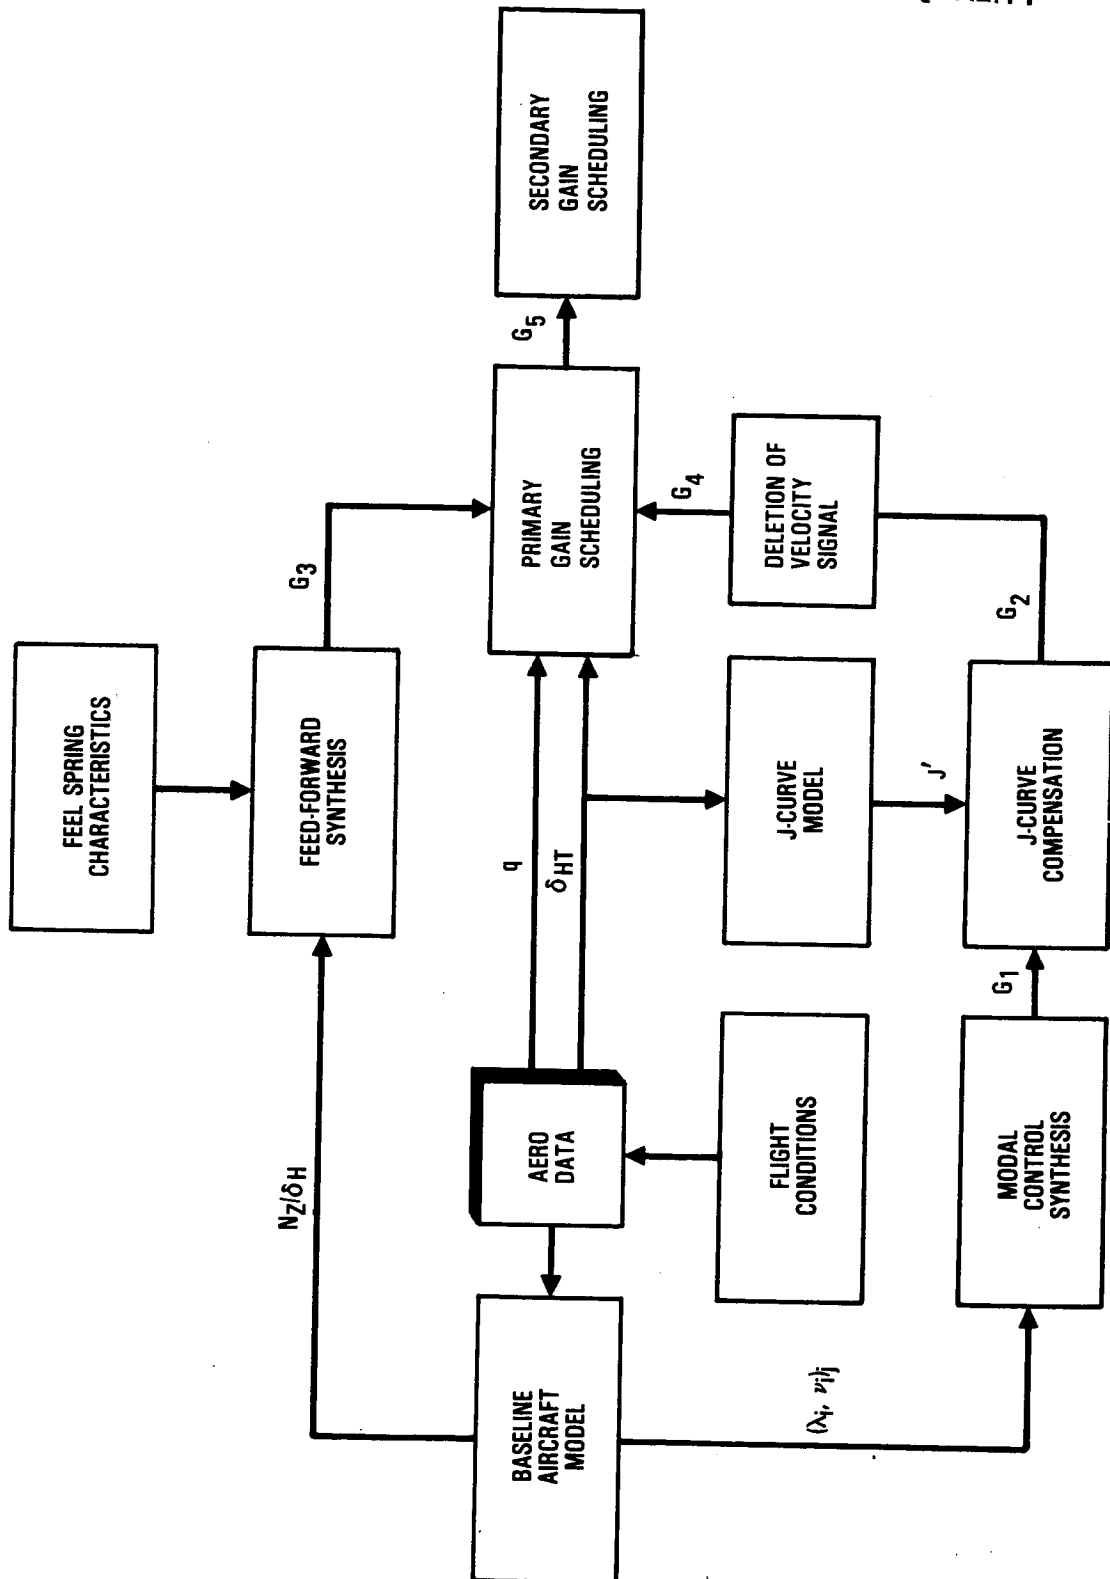 FEEL SPRING
CHARACTERISTICS
FEED-FORWARD
SYNTHESIS
G3
NZ/δH
BASELINE
AIRCRAFT
MODEL
AERO
DATA
q
δHT
PRIMARY
GAIN
SCHEDULING
G5
SECONDARY
GAIN
SCHEDULING
FLIGHT
CONDITIONS
J-CURVE
MODEL
G4
DELETION OF
VELOCITY
SIGNAL
(λi, νi)j
MODAL
CONTROL
SYNTHESIS
G1
J'
J-CURVE
COMPENSATION
G2